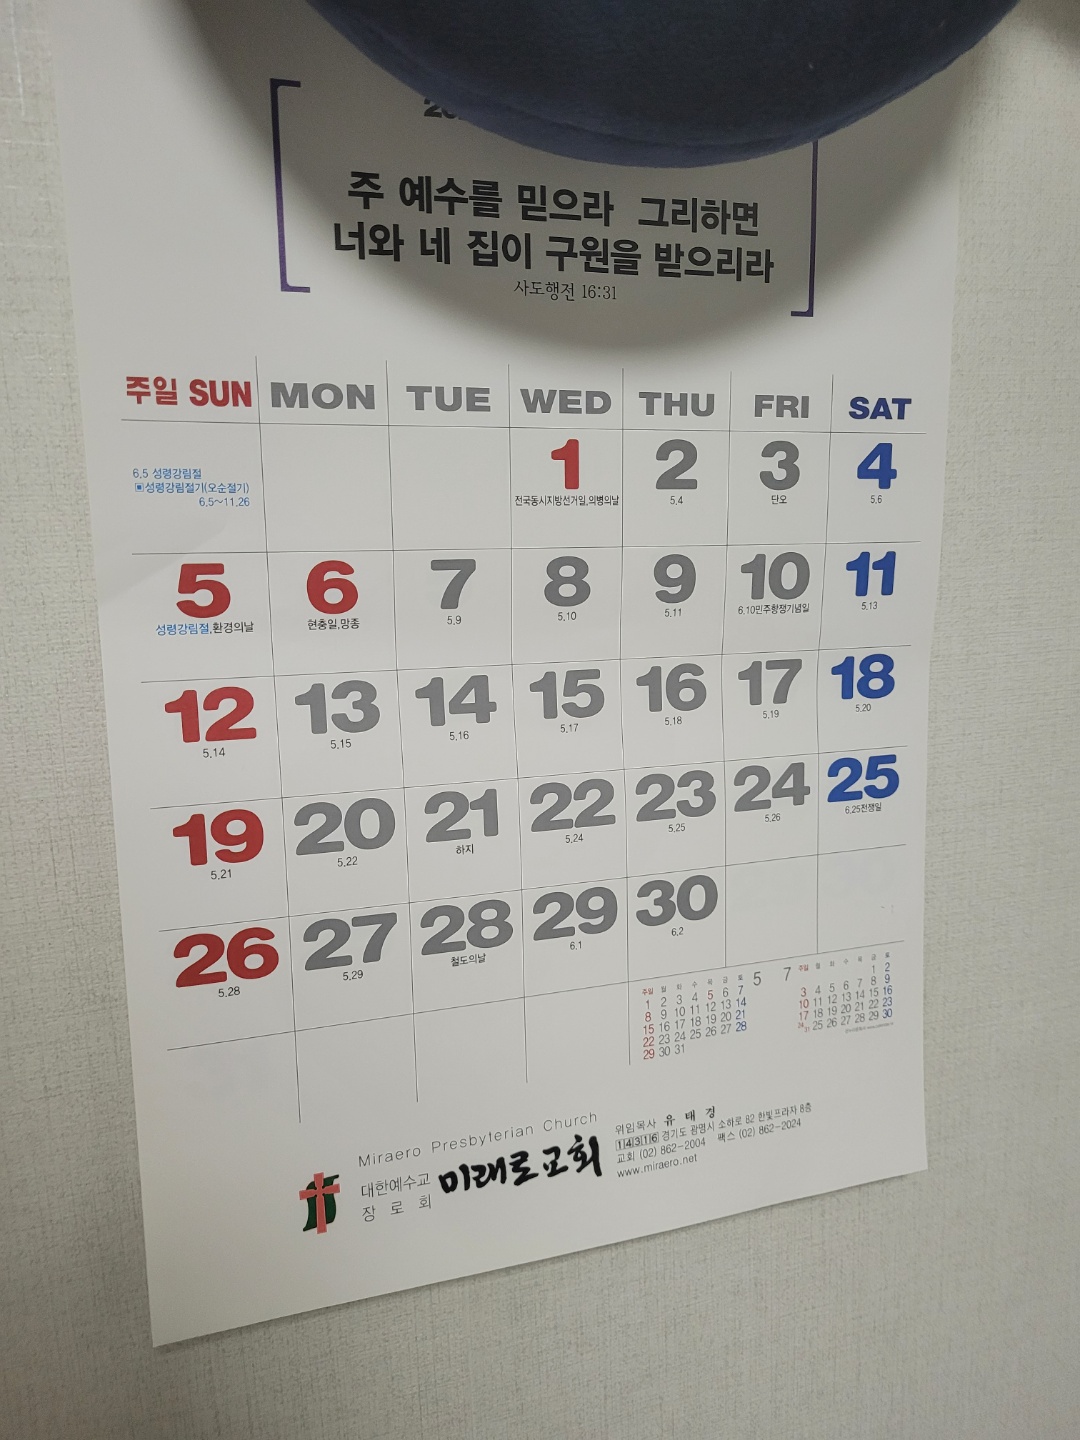 주 예수를 믿으라 그리하면
너와 네 집이 구원을 받으리라
사도행전 16:31
주일 SUN MON TUE WED THU FRI SAT
6.5 성령강림절
▣성령강림절기(오순절기)
6.5~11.26
1 2 3 4
전국동시지방선거일,의병의날 5.4 단오 5.6
5 6 7 8 9 10 11
성령강림절,환경의날 현충일,망종 5.9 5.10 5.11 6.10민주항쟁기념일 5.13
12 13 14 15 16 17 18
5.14 5.15 5.16 5.17 5.18 5.19 5.20
19 20 21 22 23 24 25
5.21 5.22 하지 5.24 5.25 5.26 6.25전쟁일
26 27 28 29 30
5.28 5.29 철도의날 6.1 6.2
5
주일 월 화 수 목 금 토
1 2 3 4 5 6 7
8 9 10 11 12 13 14
15 16 17 18 19 20 21
22 23 24 25 26 27 28
29 30 31
7
주일 월 화 수 목 금 토
1 2
3 4 5 6 7 8 9
10 11 12 13 14 15 16
17 18 19 20 21 22 23
24/31 25 26 27 28 29 30
Miraero Presbyterian Church
대한예수교
장로회
미래로교회
위임목사 유태경
14316 경기도 광명시 소하로 82 한빛프라자 8층
교회 (02) 862-2004 팩스 (02) 862-2024
www.miraero.net